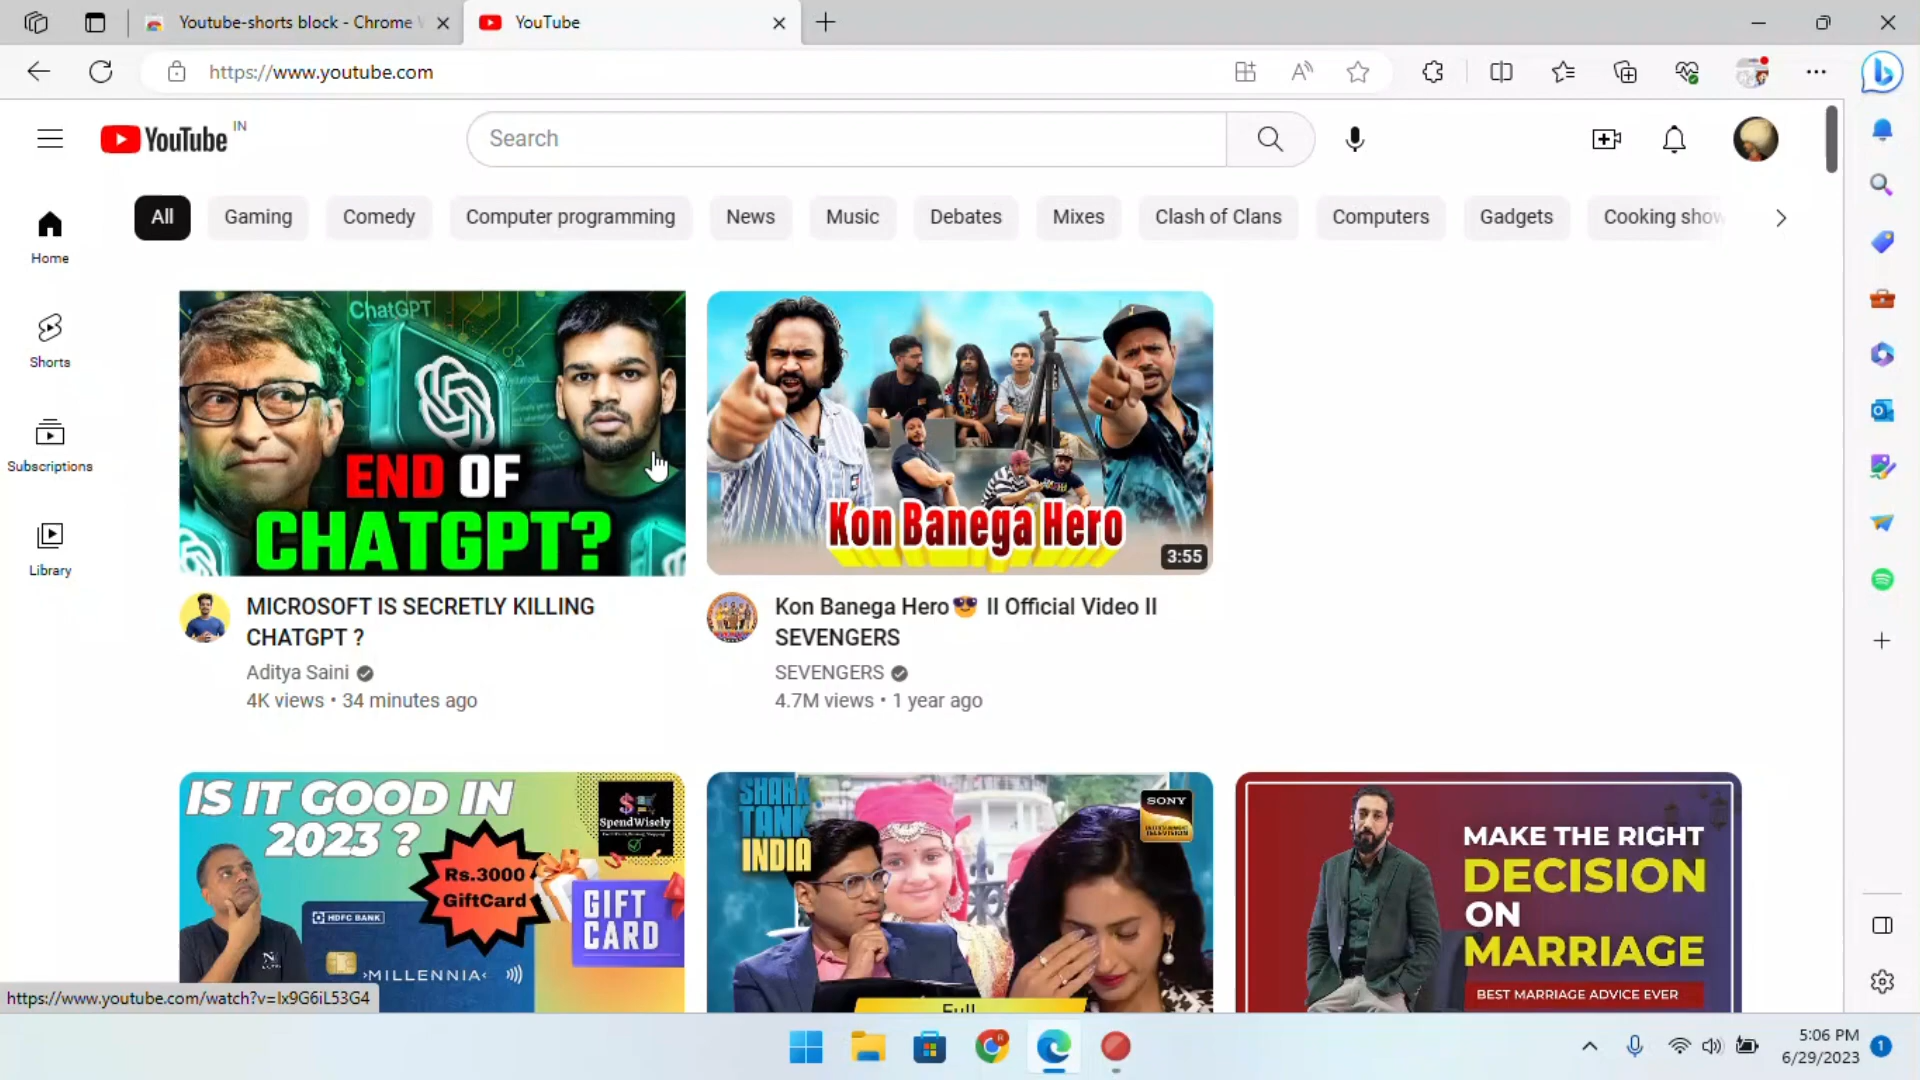 Youtube-shorts block - Chrome
YouTube
https://www.youtube.com
YouTube IN
Search
All
Gaming
Comedy
Computer programming
News
Music
Debates
Mixes
Clash of Clans
Computers
Gadgets
Cooking show
Home
Shorts
Subscriptions
Library
ChatGPT
END OF
CHATGPT?
Kon Banega Hero
3:55
MICROSOFT IS SECRETLY KILLING
CHATGPT ?
Aditya Saini
4K views • 34 minutes ago
Kon Banega Hero😎 II Official Video II
SEVENGERS
SEVENGERS
4.7M views • 1 year ago
IS IT GOOD IN
2023 ?
SpendWisely
Rs.3000
GiftCard
GIFT
CARD
HDFC BANK
MILLENNIA
SHARK
TANK
INDIA
SONY
Full
MAKE THE RIGHT
DECISION
ON
MARRIAGE
BEST MARRIAGE ADVICE EVER
https://www.youtube.com/watch?v=lx9G6iL53G4
5:06 PM
6/29/2023
1